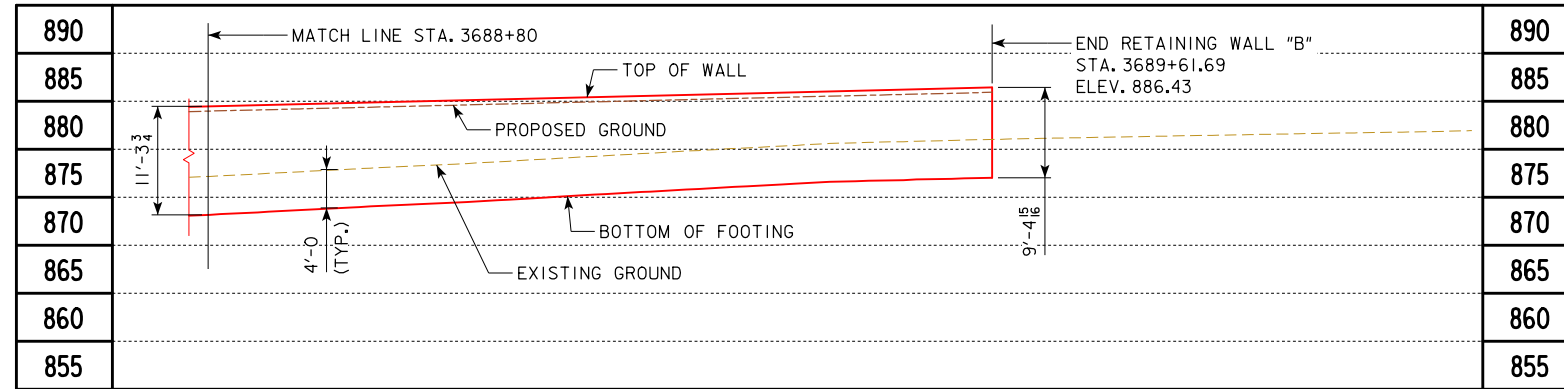 890
885
880
875
870
865
860
855
MATCH LINE STA. 3688+80
TOP OF WALL
PROPOSED GROUND
11'-3 3/4
4'-0
(TYP.)
BOTTOM OF FOOTING
EXISTING GROUND
END RETAINING WALL "B"
STA. 3689+61.69
ELEV. 886.43
9'-4 15/16
890
885
880
875
870
865
860
855